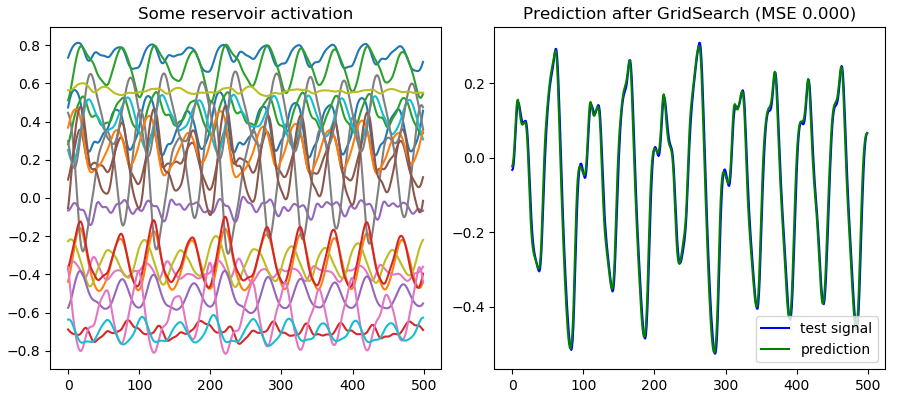 Some reservoir activation
0.8
0.6
0.4
0.2
0.0
−0.2
−0.4
−0.6
−0.8
0 100 200 300 400 500
Prediction after GridSearch (MSE 0.000)
0.2
0.0
−0.2
−0.4
test signal
prediction
0 100 200 300 400 500